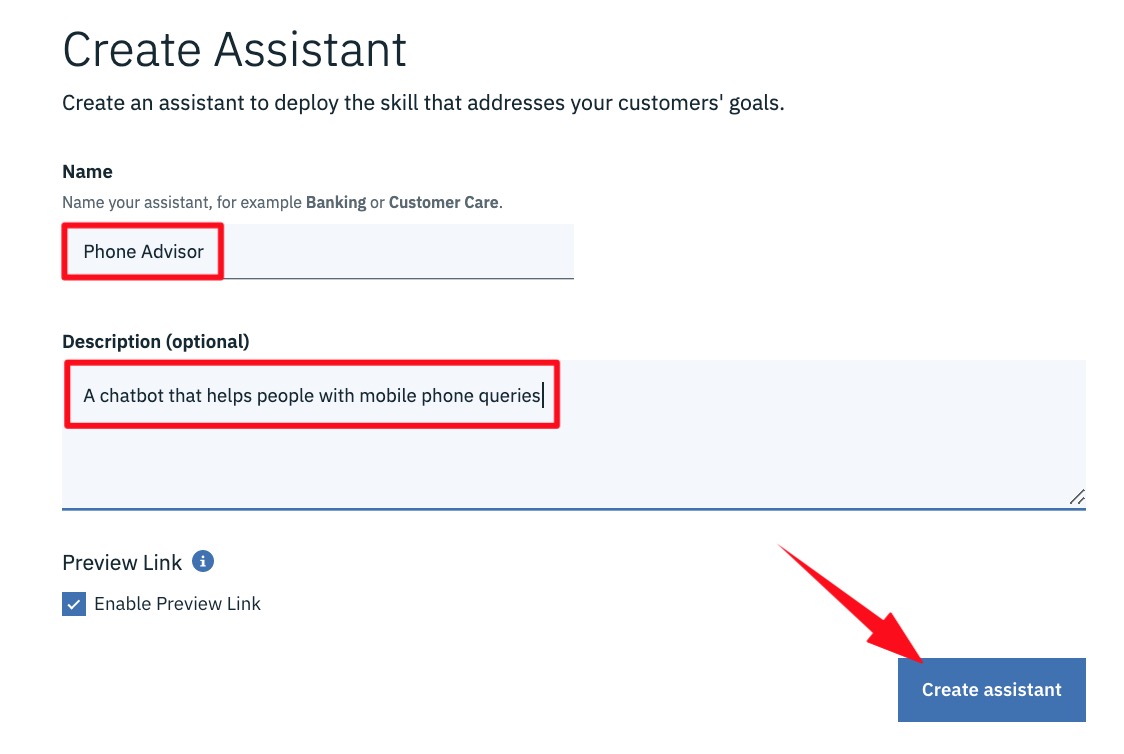 Create Assistant
Create an assistant to deploy the skill that addresses your customers' goals.
Name
Name your assistant, for example Banking or Customer Care.
Phone Advisor
Description (optional)
A chatbot that helps people with mobile phone queries
Preview Link i
Enable Preview Link
Create assistant